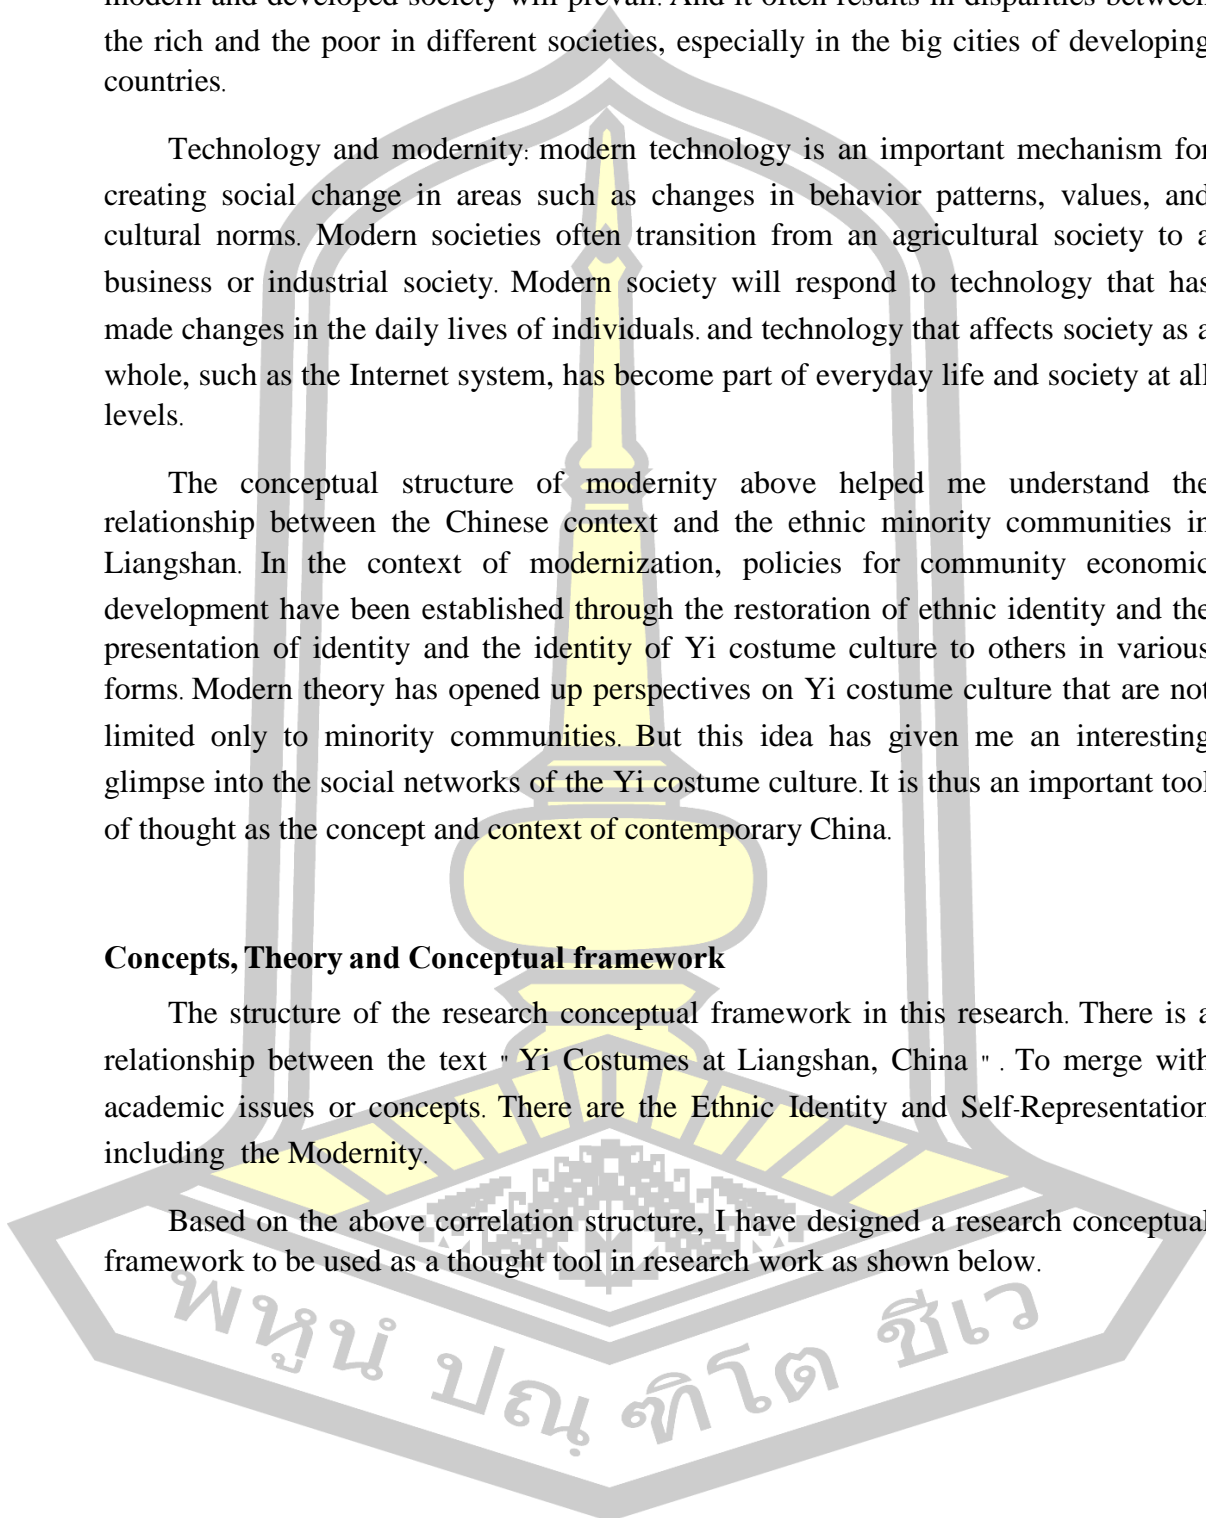 modern and developed society will prevail. And it often results in disparities between
the rich and the poor in different societies, especially in the big cities of developing
countries.
Technology and modernity: modern technology is an important mechanism for
creating social change in areas such as changes in behavior patterns, values, and
cultural norms. Modern societies often transition from an agricultural society to a
business or industrial society. Modern society will respond to technology that has
made changes in the daily lives of individuals. and technology that affects society as a
whole, such as the Internet system, has become part of everyday life and society at all
levels.
The conceptual structure of modernity above helped me understand the
relationship between the Chinese context and the ethnic minority communities in
Liangshan. In the context of modernization, policies for community economic
development have been established through the restoration of ethnic identity and the
presentation of identity and the identity of Yi costume culture to others in various
forms. Modern theory has opened up perspectives on Yi costume culture that are not
limited only to minority communities. But this idea has given me an interesting
glimpse into the social networks of the Yi costume culture. It is thus an important tool
of thought as the concept and context of contemporary China.
Concepts, Theory and Conceptual framework
The structure of the research conceptual framework in this research. There is a
relationship between the text " Yi Costumes at Liangshan, China " . To merge with
academic issues or concepts. There are the Ethnic Identity and Self-Representation
including the Modernity.
Based on the above correlation structure, I have designed a research conceptual
framework to be used as a thought tool in research work as shown below.
พหูนํ ปณฺฑิโต ชีเว